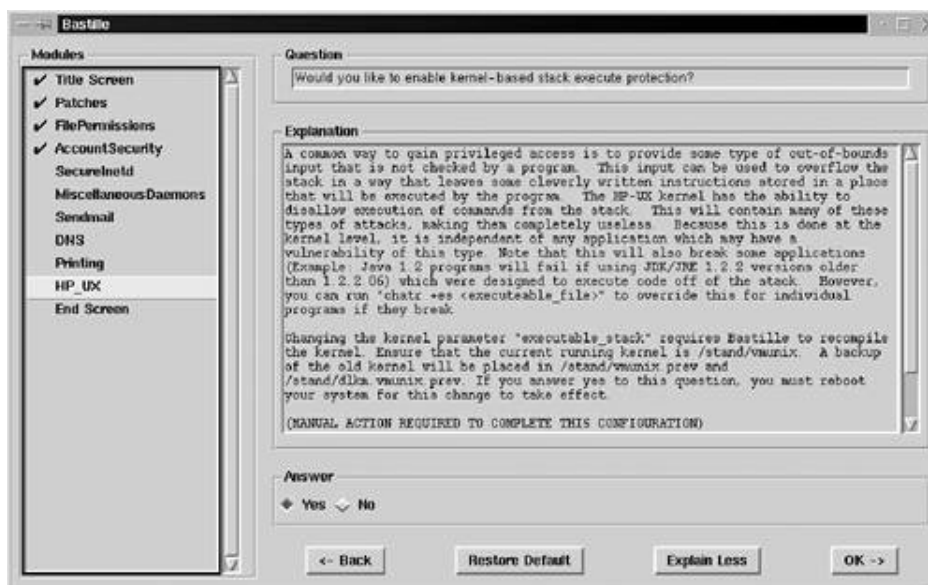 Bastille
Modules
Title Screen
Patches
FilePermissions
AccountSecurity
SecureInetd
MiscellaneousDaemons
Sendmail
DNS
Printing
HP_UX
End Screen
Question
Would you like to enable kernel-based stack execute protection?
Explanation
A common way to gain privileged access is to provide some type of out-of-bounds
input that is not checked by a program.  This input can be used to overflow the
stack in a way that leaves some cleverly written instructions stored in a place
that will be executed by the program.  The HP-UX kernel has the ability to
disallow execution of commands from the stack.  This will contain many of these
types of attacks, making them completely useless.  Because this is done at the
kernel level, it is independent of any application which may have a
vulnerability of this type. Note that this will also break some applications
(Example: Java 1.2 programs will fail if using JDK/JRE 1.2.2 versions older
than 1.2.2.06) which were designed to execute code off of the stack.  However,
you can run "chatr +es <executeable_file>" to override this for individual
programs if they break
Changing the kernel parameter "executable_stack" requires Bastille to recompile
the kernel. Ensure that the current running kernel is /stand/vmunix.  A backup
of the old kernel will be placed in /stand/vmunix.prev and
/stand/dlkm.vmunix.prev. If you answer yes to this question, you must reboot
your system for this change to take effect.
(MANUAL ACTION REQUIRED TO COMPLETE THIS CONFIGURATION)
Answer
Yes No
<- Back Restore Default Explain Less OK ->